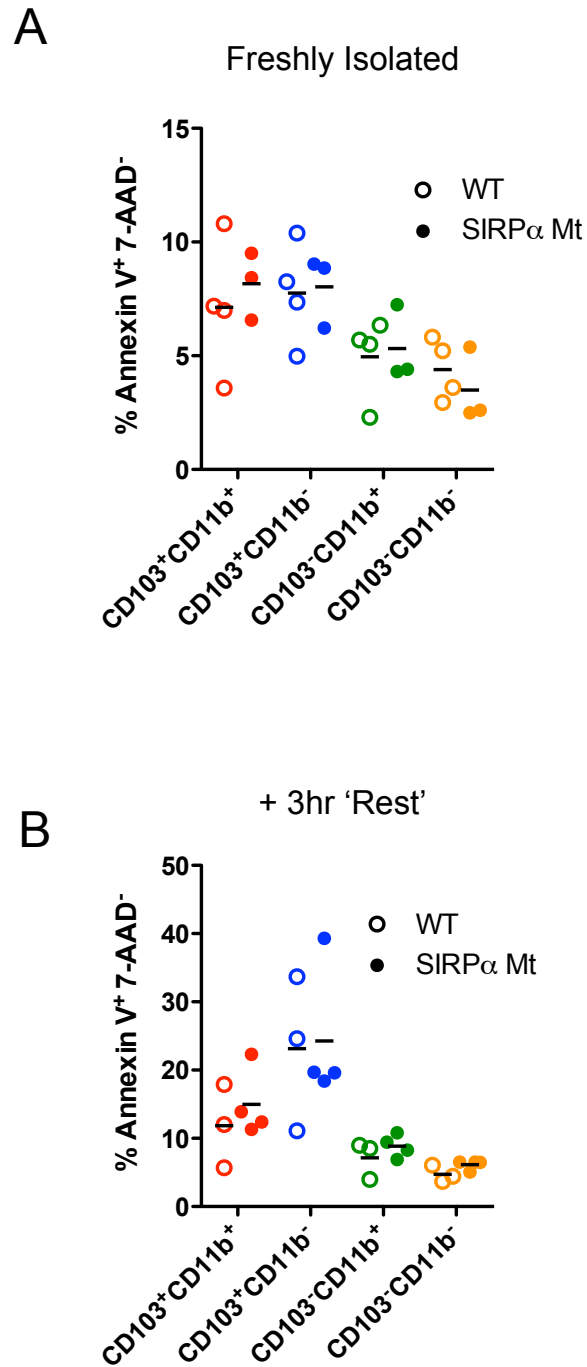 A
Freshly Isolated
% Annexin V⁺ 7-AAD⁻
15
10
5
0
WT
SIRPα Mt
CD103⁺CD11b⁺
CD103⁺CD11b⁻
CD103⁻CD11b⁺
CD103⁻CD11b⁻
B
+ 3hr ‘Rest’
% Annexin V⁺ 7-AAD⁻
50
40
30
20
10
0
WT
SIRPα Mt
CD103⁺CD11b⁺
CD103⁺CD11b⁻
CD103⁻CD11b⁺
CD103⁻CD11b⁻